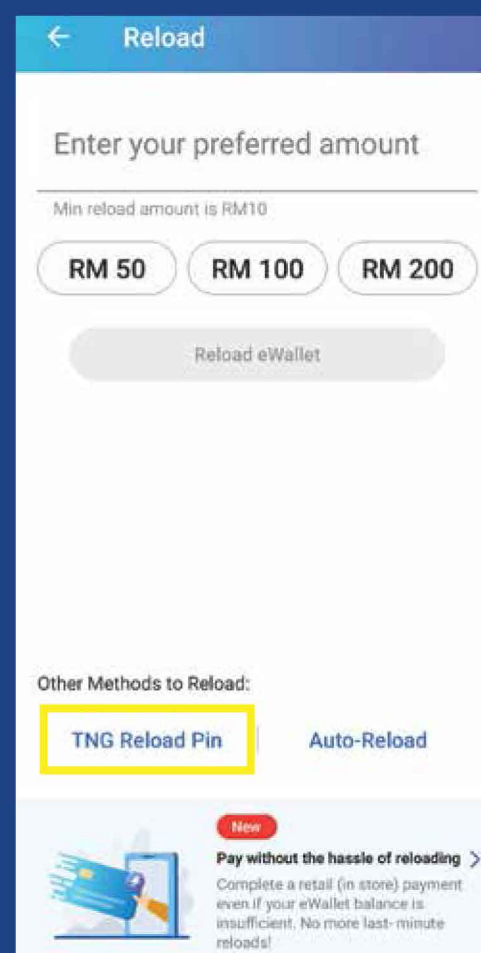 Reload
Enter your preferred amount
Min reload amount is RM10
RM 50 RM 100 RM 200
Reload eWallet
Other Methods to Reload:
TNG Reload Pin Auto-Reload
New
Pay without the hassle of reloading >
Complete a retail (in store) payment
even if your eWallet balance is
insufficient. No more last-minute
reloads!